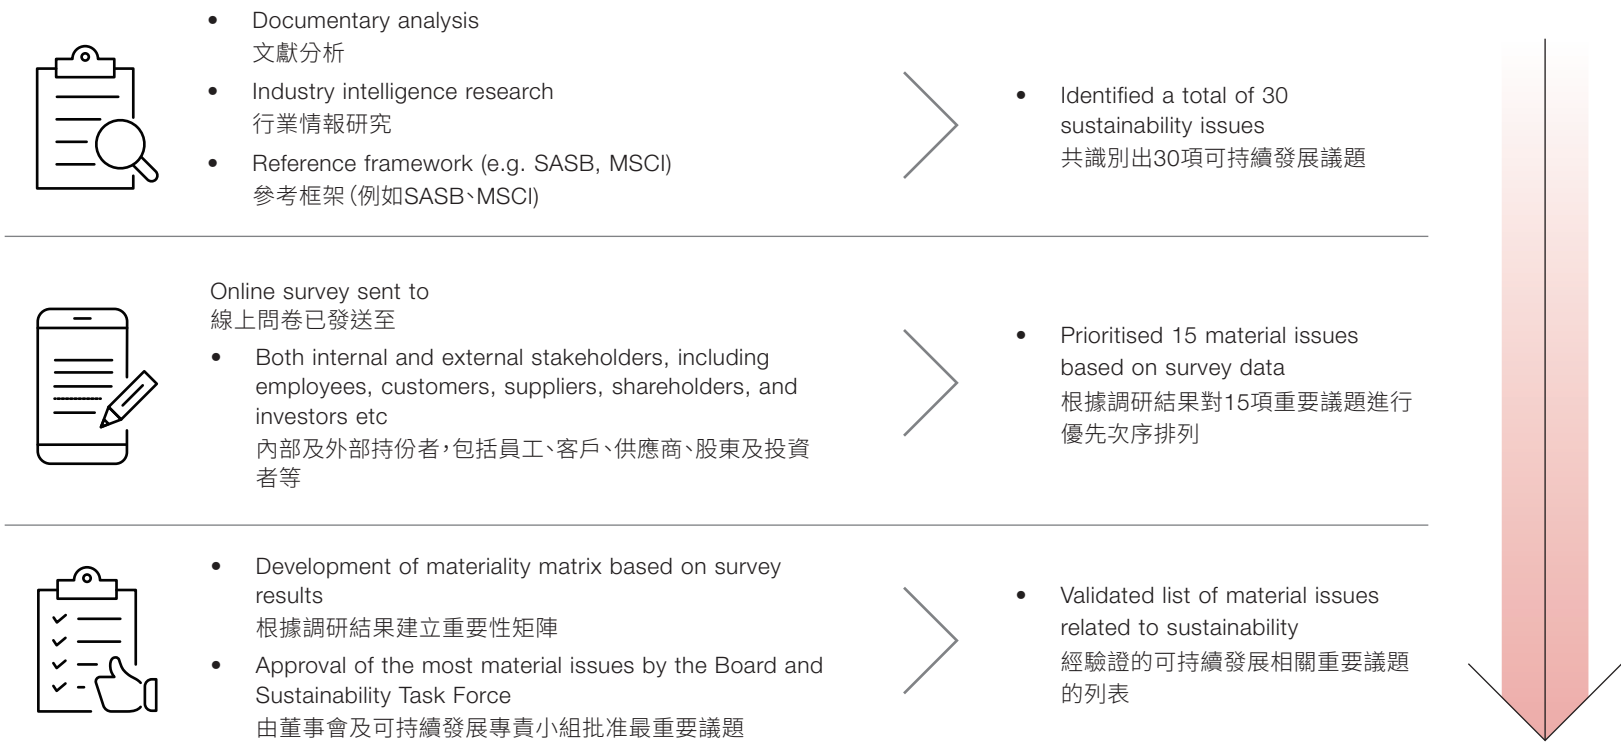 • Documentary analysis
文獻分析
• Industry intelligence research
行業情報研究
• Reference framework (e.g. SASB, MSCI)
參考框架（例如SASB、MSCI）
• Identified a total of 30
sustainability issues
共識別出30項可持續發展議題
Online survey sent to
線上問卷已發送至
• Both internal and external stakeholders, including
employees, customers, suppliers, shareholders, and
investors etc
內部及外部持份者，包括員工、客戶、供應商、股東及投資
者等
• Prioritised 15 material issues
based on survey data
根據調研結果對15項重要議題進行
優先次序排列
• Development of materiality matrix based on survey
results
根據調研結果建立重要性矩陣
• Approval of the most material issues by the Board and
Sustainability Task Force
由董事會及可持續發展專責小組批准最重要議題
• Validated list of material issues
related to sustainability
經驗證的可持續發展相關重要議題
的列表